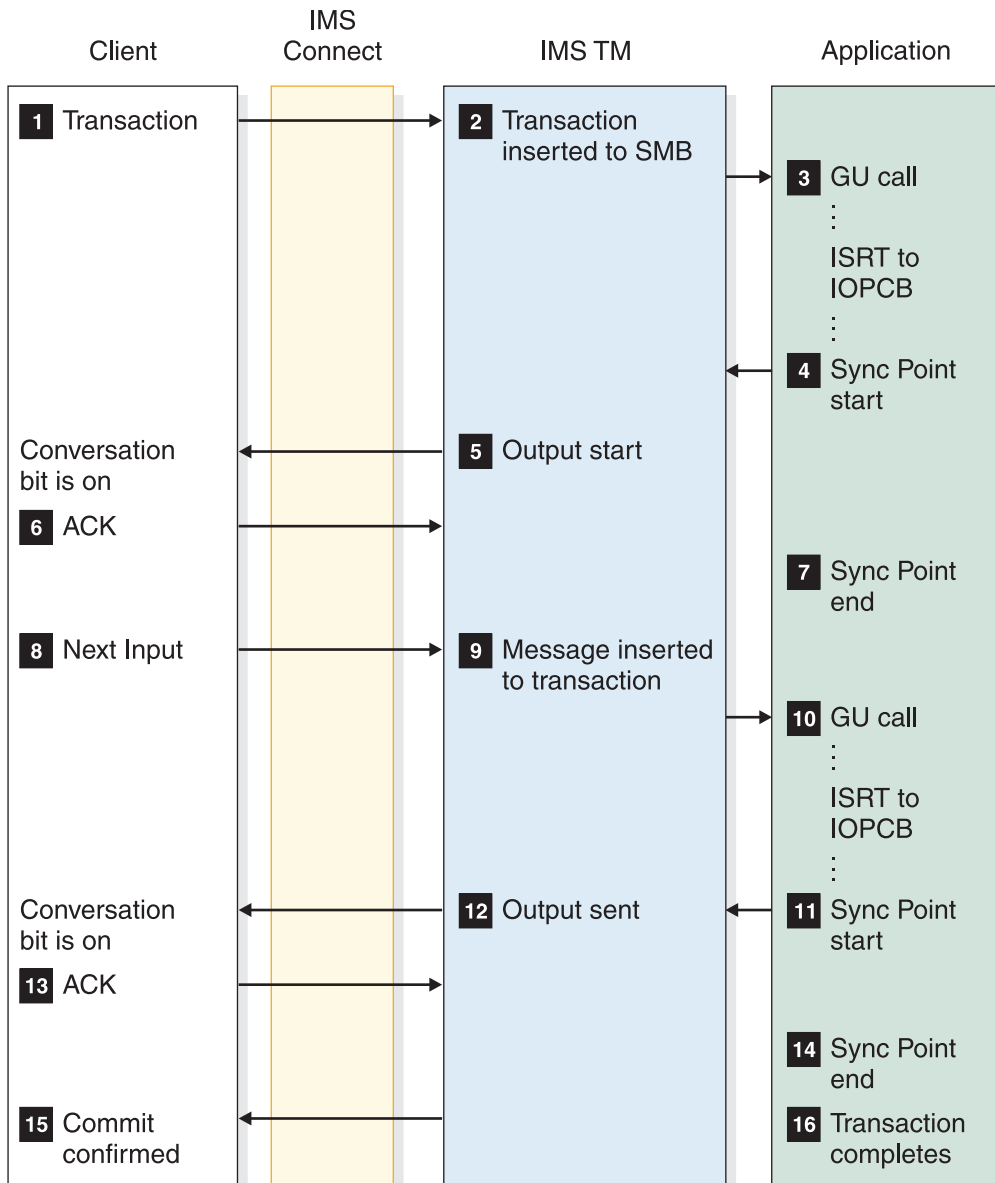 Client
IMS
Connect
IMS TM
Application
1 Transaction
2 Transaction
inserted to SMB
3 GU call
ISRT to
IOPCB
4 Sync Point
start
Conversation
bit is on
5 Output start
6 ACK
7 Sync Point
end
8 Next Input
9 Message inserted
to transaction
10 GU call
ISRT to
IOPCB
Conversation
bit is on
12 Output sent
11 Sync Point
start
13 ACK
14 Sync Point
end
15 Commit
confirmed
16 Transaction
completes